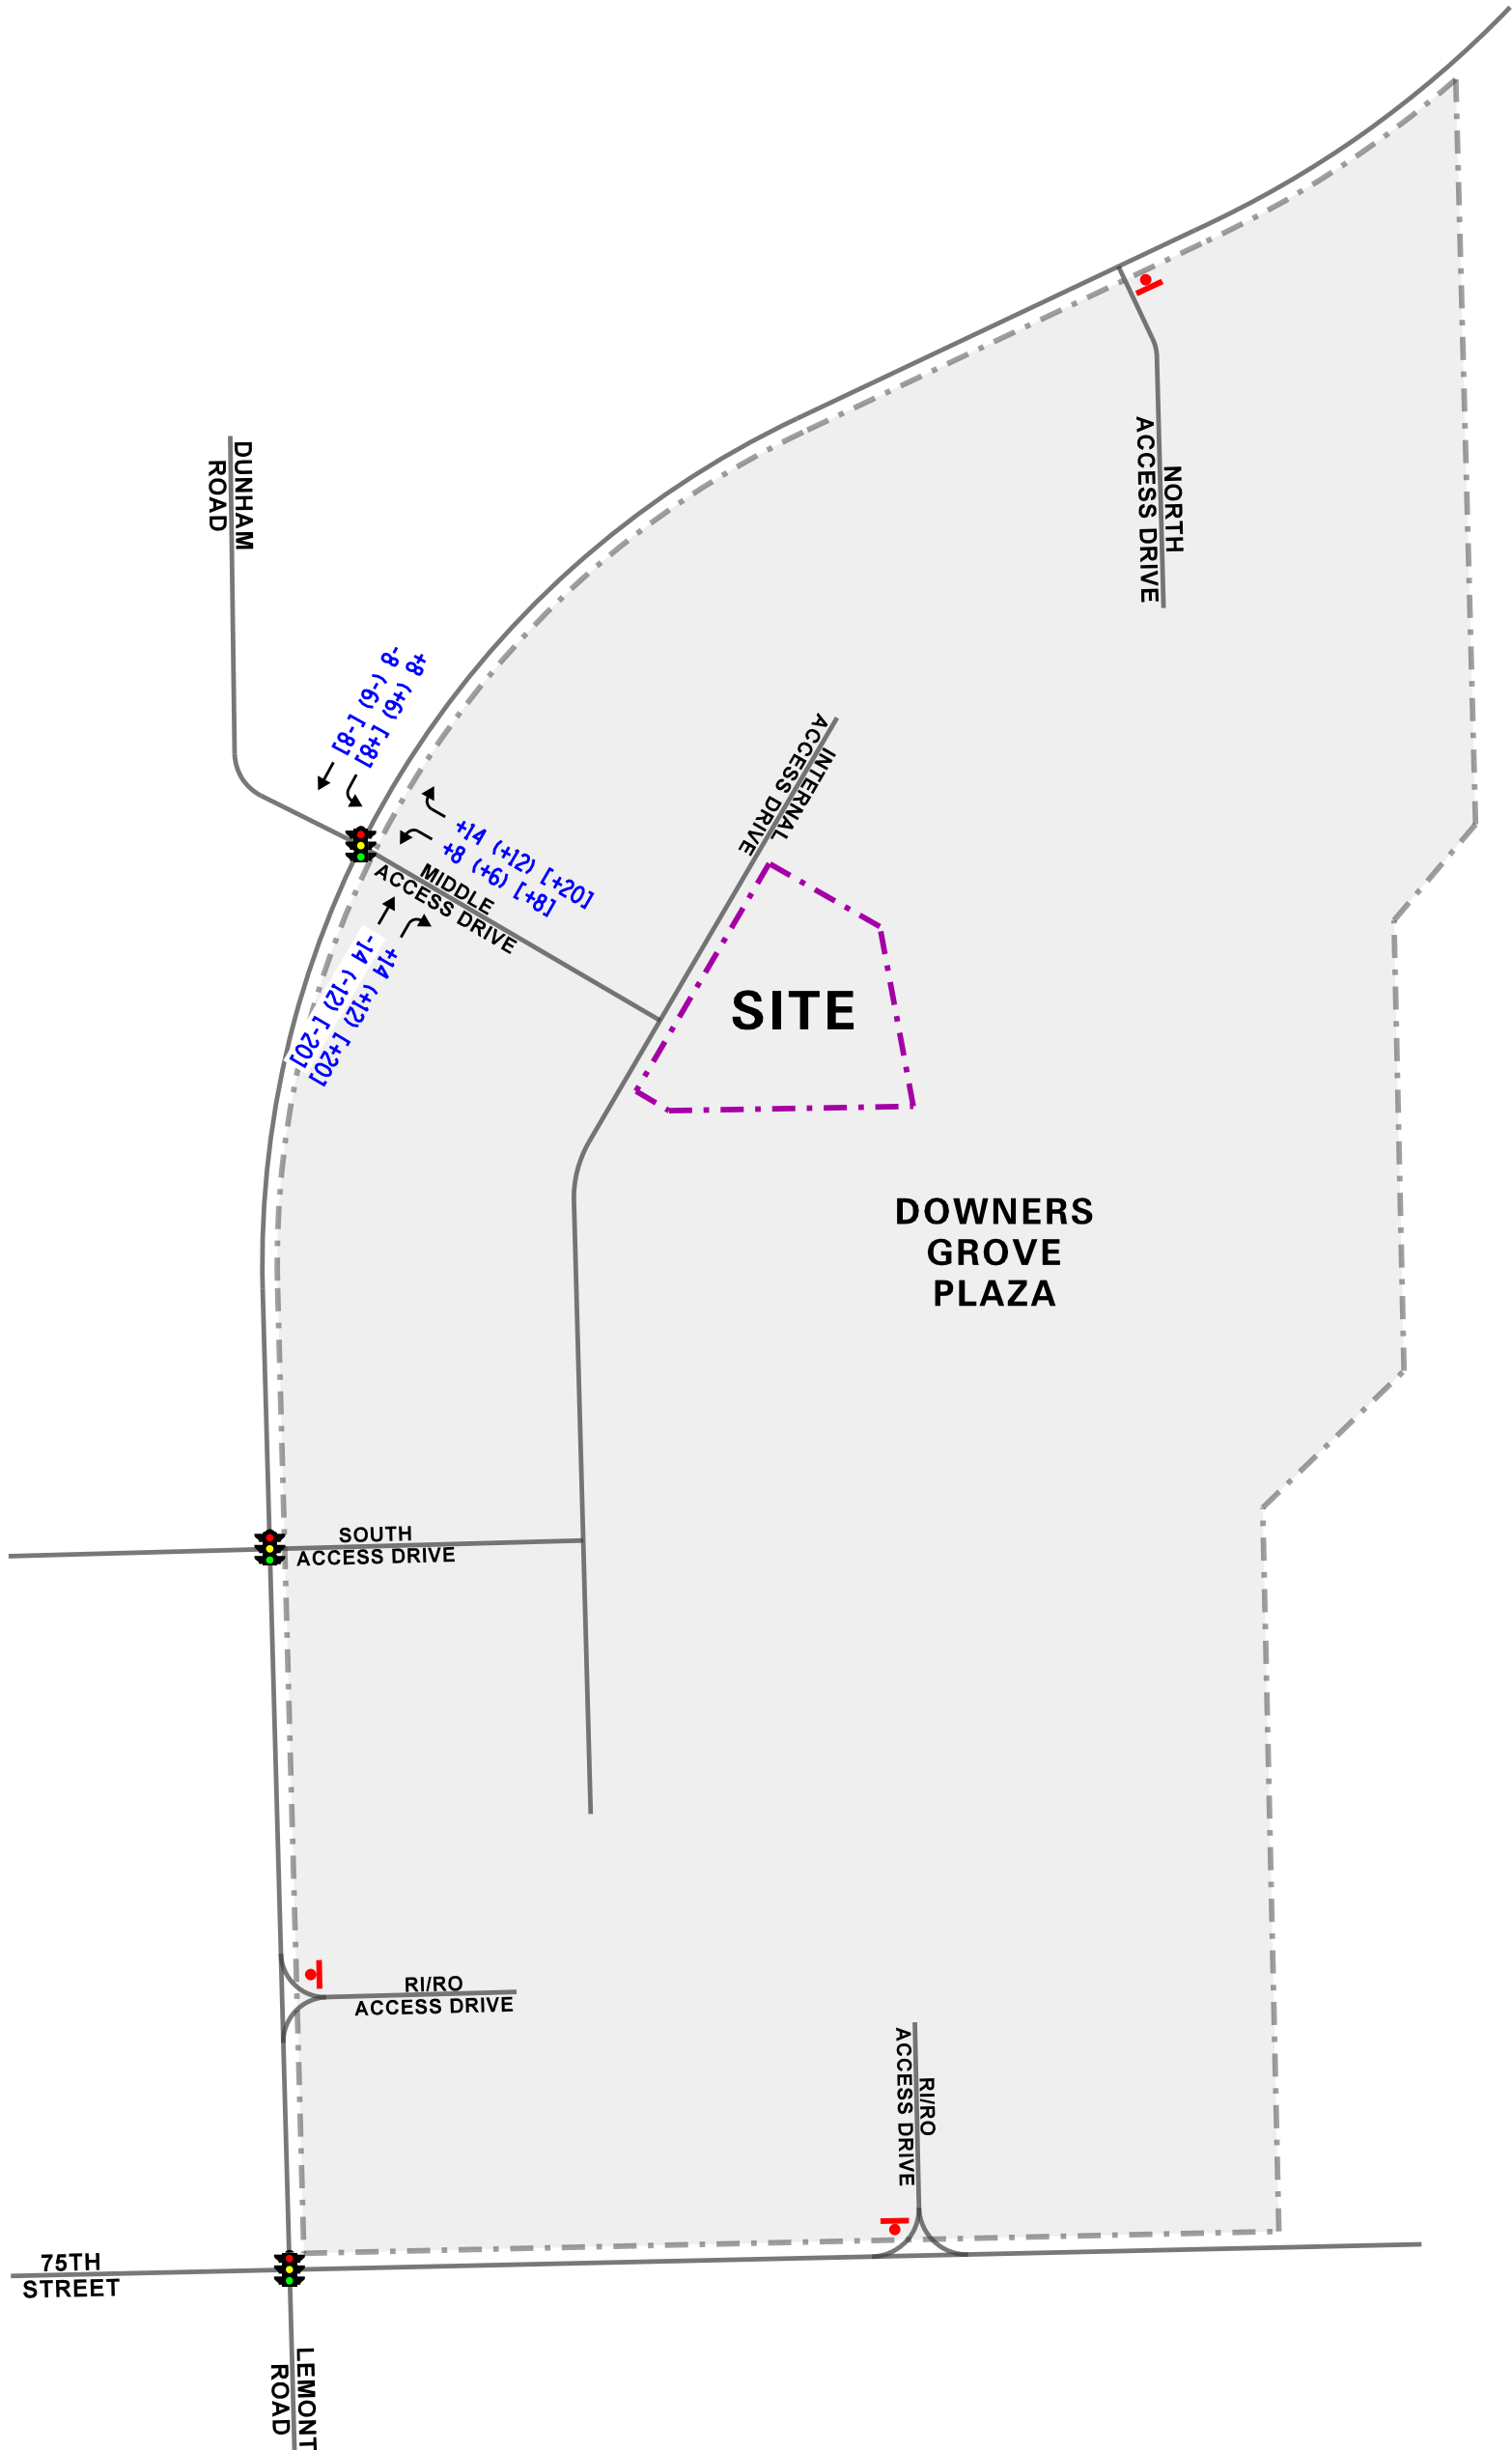 DUNHAM
ROAD
NORTH
ACCESS DRIVE
-8 (-6) [-8]
+8 (+6) [+8]
INTERNAL
ACCESS DRIVE
+14 (+12) [+20]
+8 (+6) [+8]
MIDDLE
ACCESS DRIVE
-14 (-12) [-20]
+14 (+12) [+20]
SITE
DOWNERS
GROVE
PLAZA
SOUTH
ACCESS DRIVE
RI/RO
ACCESS DRIVE
RI/RO
ACCESS DRIVE
75TH
STREET
LEMONT
ROAD